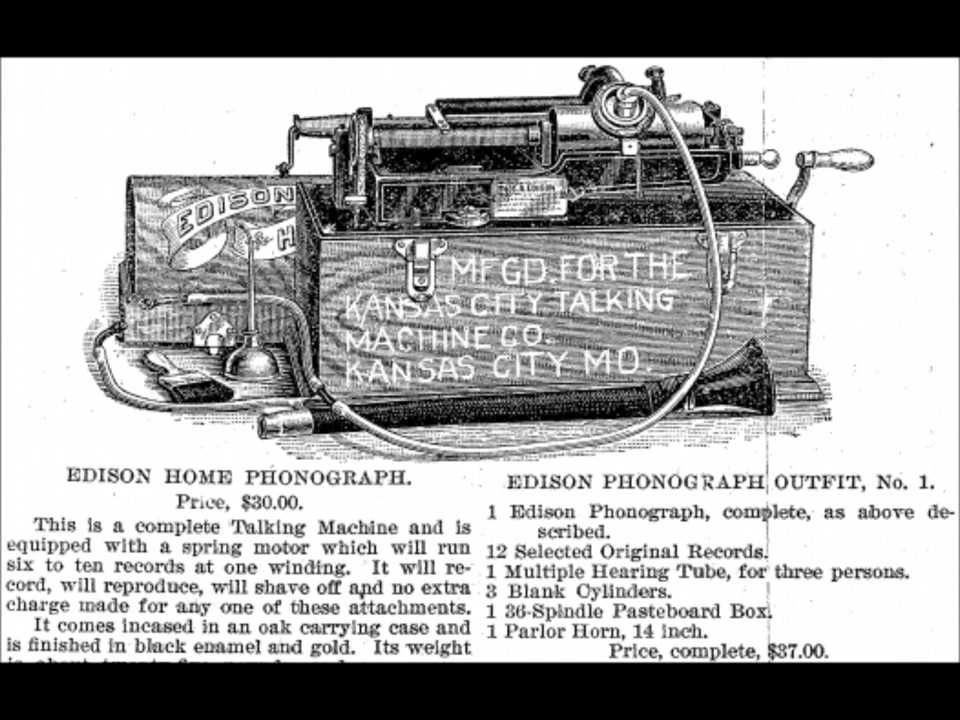 EDISON
H
T. A. EDISON
MFGD. FOR THE
KANSAS CITY TALKING
MACHINE CO.
KANSAS CITY MO.
EDISON HOME PHONOGRAPH.
Price, $30.00.
This is a complete Talking Machine and is
equipped with a spring motor which will run
six to ten records at one winding. It will re-
cord, will reproduce, will shave off and no extra
charge made for any one of these attachments.
It comes incased in an oak carrying case and
is finished in black enamel and gold. Its weight
EDISON PHONOGRAPH OUTFIT, No. 1.
1 Edison Phonograph, complete, as above de-
scribed.
12 Selected Original Records.
1 Multiple Hearing Tube, for three persons.
3 Blank Cylinders.
1 36-Spindle Pasteboard Box.
1 Parlor Horn, 14 inch.
Price, complete, $37.00.